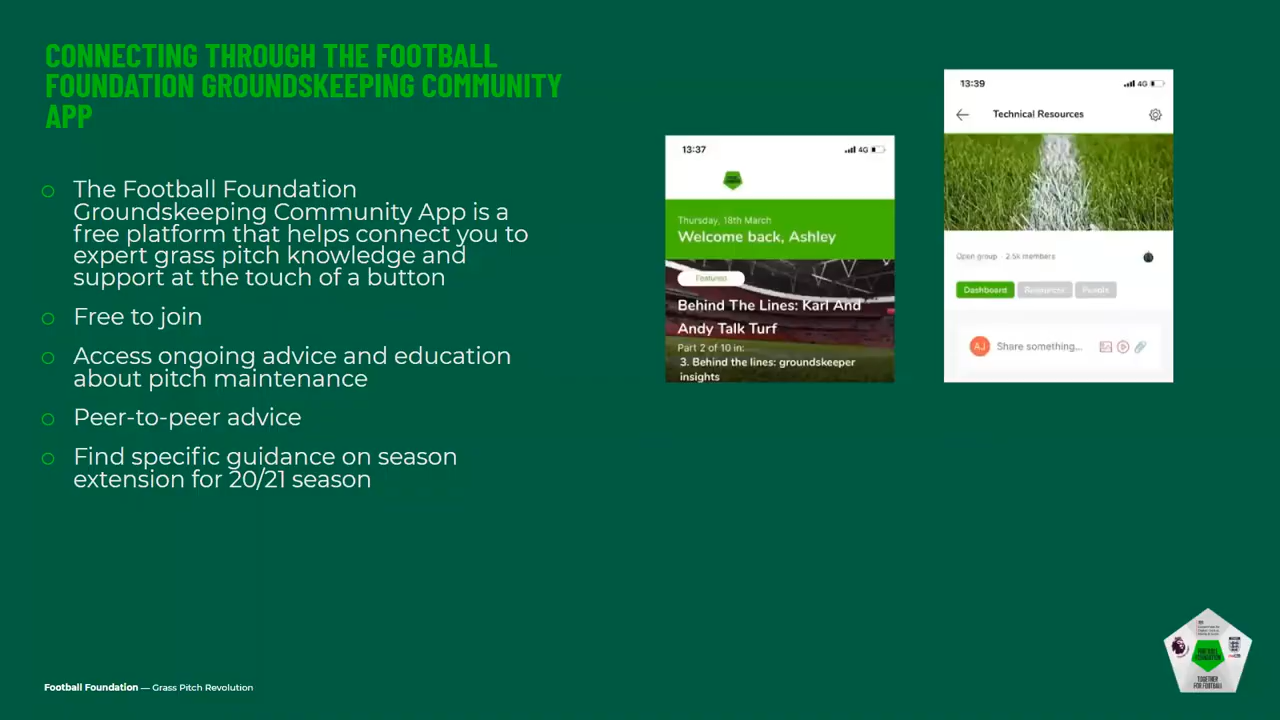 CONNECTING THROUGH THE FOOTBALL
FOUNDATION GROUNDSKEEPING COMMUNITY
APP
The Football Foundation
Groundskeeping Community App is a
free platform that helps connect you to
expert grass pitch knowledge and
support at the touch of a button
Free to join
Access ongoing advice and education
about pitch maintenance
Peer-to-peer advice
Find specific guidance on season
extension for 20/21 season
13:37
4G
Thursday, 18th March
Welcome back, Ashley
Featured
Behind The Lines: Karl And
Andy Talk Turf
Part 2 of 10 in:
3. Behind the lines: groundskeeper
insights
13:39
4G
Technical Resources
Open group · 2.5k members
Dashboard
Resources
People
AJ
Share something...
FOOTBALL
FOUNDATION
TOGETHER
FOR FOOTBALL
Football Foundation — Grass Pitch Revolution